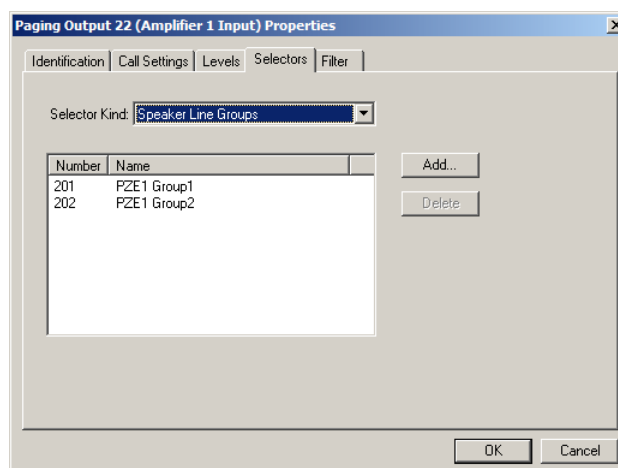 Paging Output 22 (Amplifier 1 Input) Properties
Identification Call Settings Levels Selectors Filter
Selector Kind: Speaker Line Groups
Number Name
Add...
201 PZE1 Group1
202 PZE1 Group2
Delete
OK Cancel